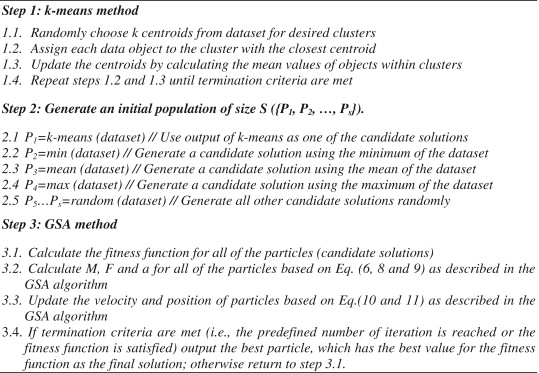 Step 1: k-means method
1.1. Randomly choose k centroids from dataset for desired clusters
1.2. Assign each data object to the cluster with the closest centroid
1.3. Update the centroids by calculating the mean values of objects within clusters
1.4. Repeat steps 1.2 and 1.3 until termination criteria are met
Step 2: Generate an initial population of size S ({P1, P2, …, Ps}).
2.1 P1=k-means (dataset) // Use output of k-means as one of the candidate solutions
2.2 P2=min (dataset) // Generate a candidate solution using the minimum of the dataset
2.3 P3=mean (dataset) // Generate a candidate solution using the mean of the dataset
2.4 P4=max (dataset) // Generate a candidate solution using the maximum of the dataset
2.5 P5…Ps=random (dataset) // Generate all other candidate solutions randomly
Step 3: GSA method
3.1. Calculate the fitness function for all of the particles (candidate solutions)
3.2. Calculate M, F and a for all of the particles based on Eq. (6, 8 and 9) as described in the
GSA algorithm
3.3. Update the velocity and position of particles based on Eq.(10 and 11) as described in the
GSA algorithm
3.4. If termination criteria are met (i.e., the predefined number of iteration is reached or the
fitness function is satisfied) output the best particle, which has the best value for the fitness
function as the final solution; otherwise return to step 3.1.